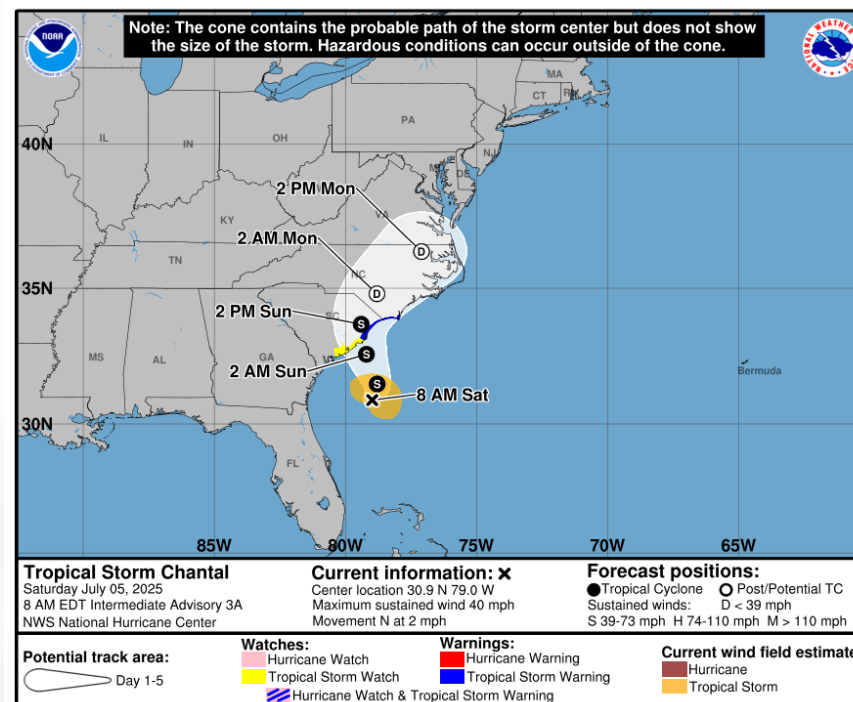 Note: The cone contains the probable path of the storm center but does not show
the size of the storm. Hazardous conditions can occur outside of the cone.
NOAA
MA
CT
RI
PA
NJ
IL
IN
OH
40N
DE
2 PM Mon
VA
KY
2 AM Mon
D
TN
NC
D
35N
2 PM Sun
SC
S
MS
AL
GA
2 AM Sun
S
Bermuda
S
8 AM Sat
30N
FL
85W
80W
75W
70W
65W
Tropical Storm Chantal
Saturday July 05, 2025
8 AM EDT Intermediate Advisory 3A
NWS National Hurricane Center
Current information: ✖
Center location 30.9 N 79.0 W
Maximum sustained wind 40 mph
Movement N at 2 mph
Forecast positions:
● Tropical Cyclone ○ Post/Potential TC
Sustained winds: D < 39 mph
S 39-73 mph H 74-110 mph M > 110 mph
Potential track area:
Day 1-5
Watches:
Hurricane Watch
Tropical Storm Watch
Warnings:
Hurricane Warning
Tropical Storm Warning
Hurricane Watch & Tropical Storm Warning
Current wind field estimate
Hurricane
Tropical Storm